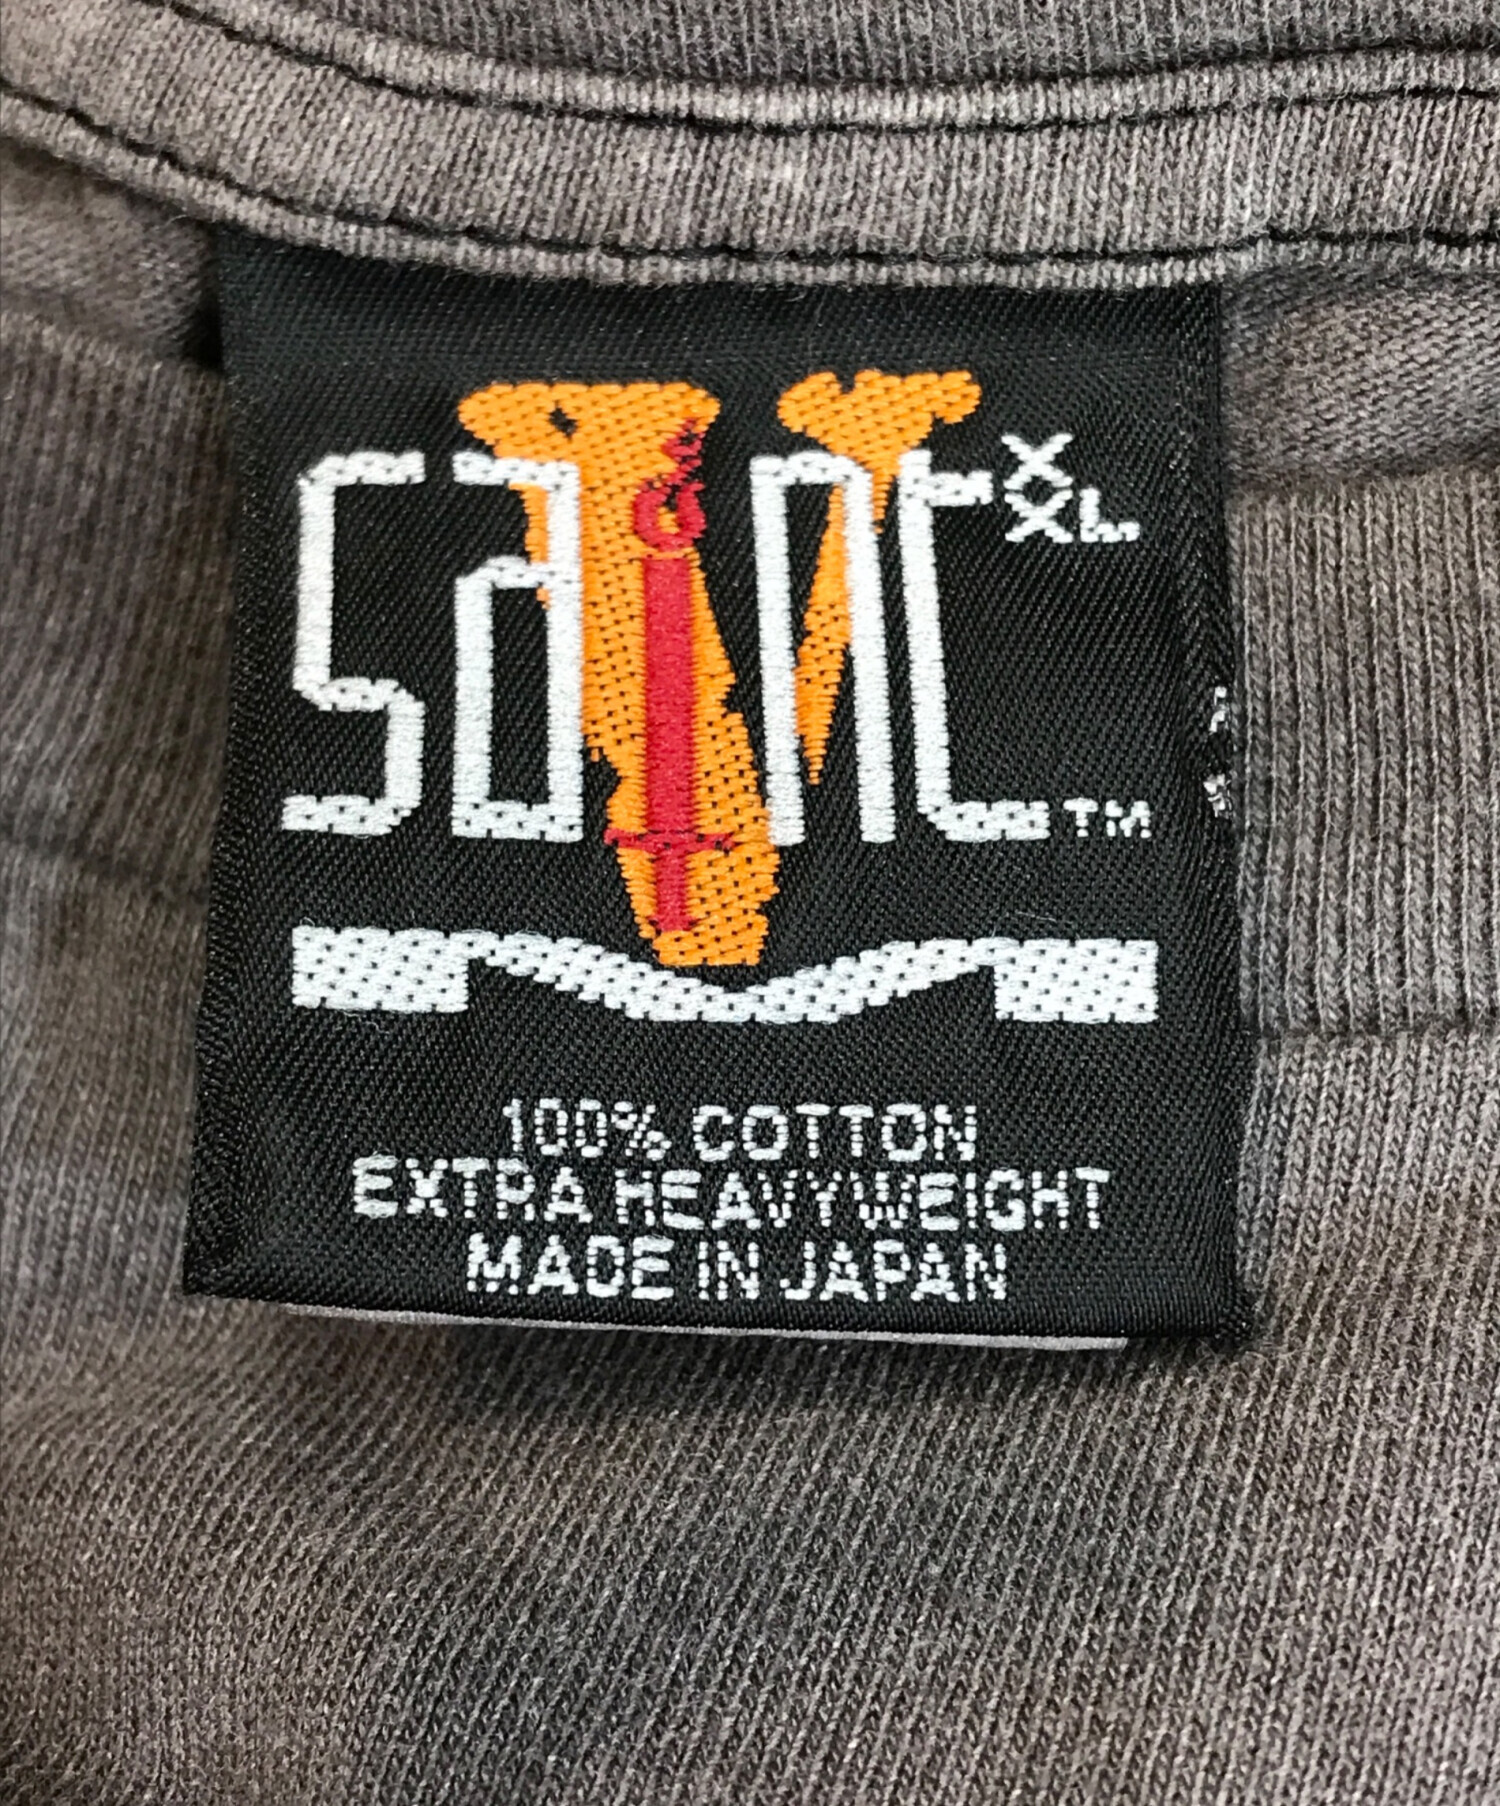 saint
XXL
TM
100% COTTON
EXTRA HEAVYWEIGHT
MADE IN JAPAN